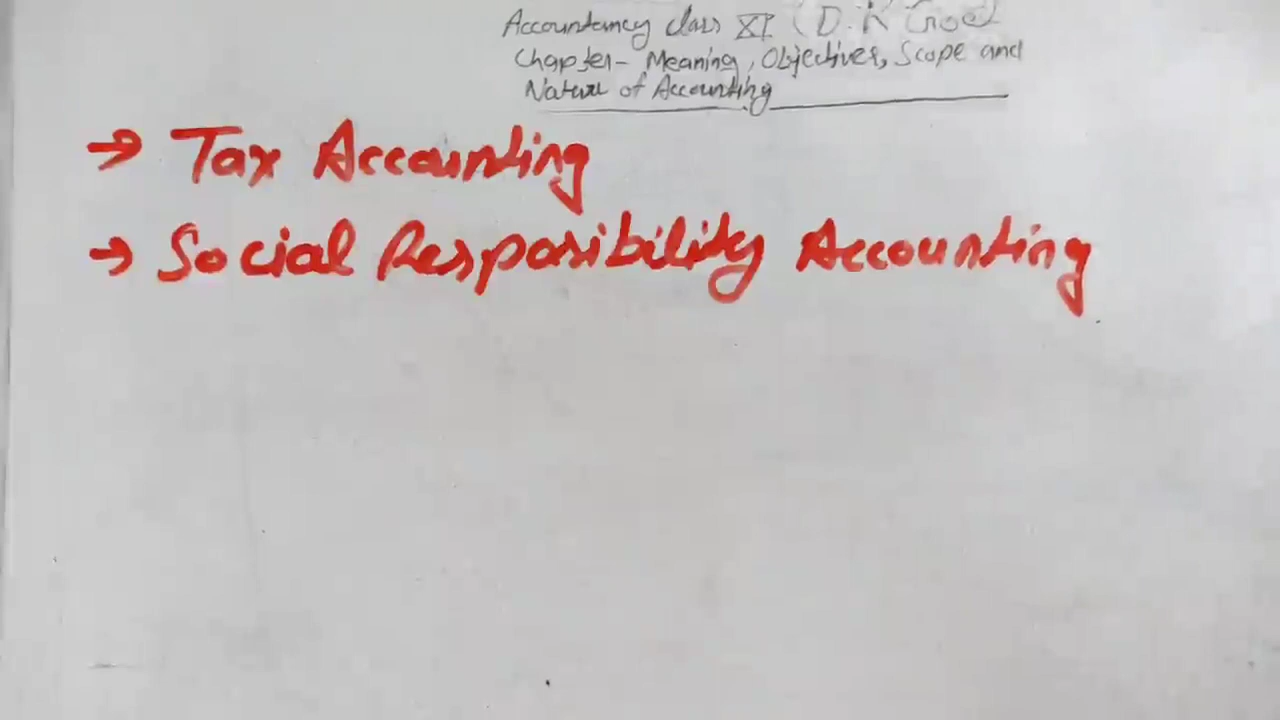 Accountancy class XI (D.K Goel
Chapter- Meaning, Objectives, Scope and
Nature of Accounting
→ Tax Accounting
→ Social Responsibility Accounting